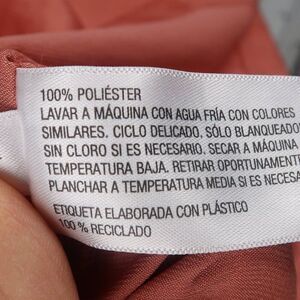 100% POLIÉSTER
LAVAR A MÁQUINA CON AGUA FRÍA CON COLORES
SIMILARES. CICLO DELICADO. SÓLO BLANQUEADO
SIN CLORO SI ES NECESARIO. SECAR A MÁQUINA
TEMPERATURA BAJA. RETIRAR OPORTUNAMENT
PLANCHAR A TEMPERATURA MEDIA SI ES NECESA
ETIQUETA ELABORADA CON PLÁSTICO
100 % RECICLADO